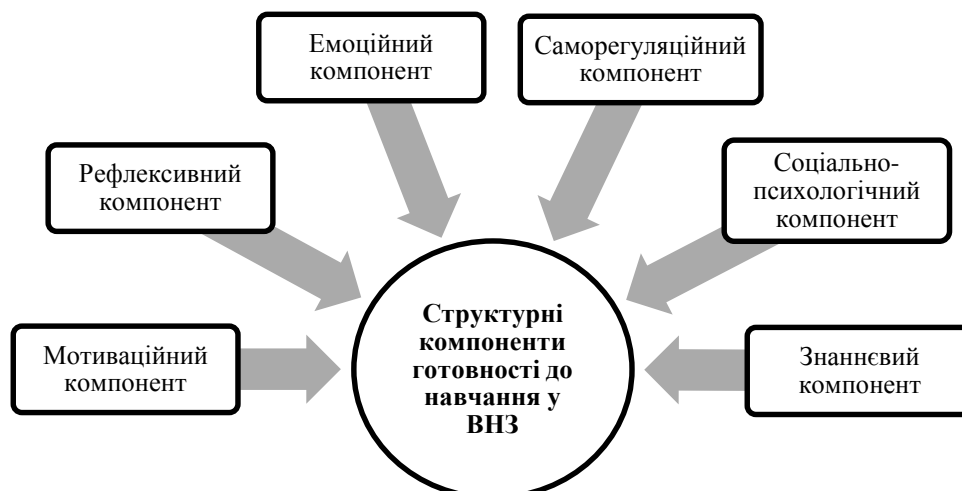 Емоційний
компонент
Саморегуляційний
компонент
Рефлексивний
компонент
Соціально-
психологічний
компонент
Мотиваційний
компонент
Структурні
компоненти
готовності до
навчання у
ВНЗ
Знаннєвий
компонент